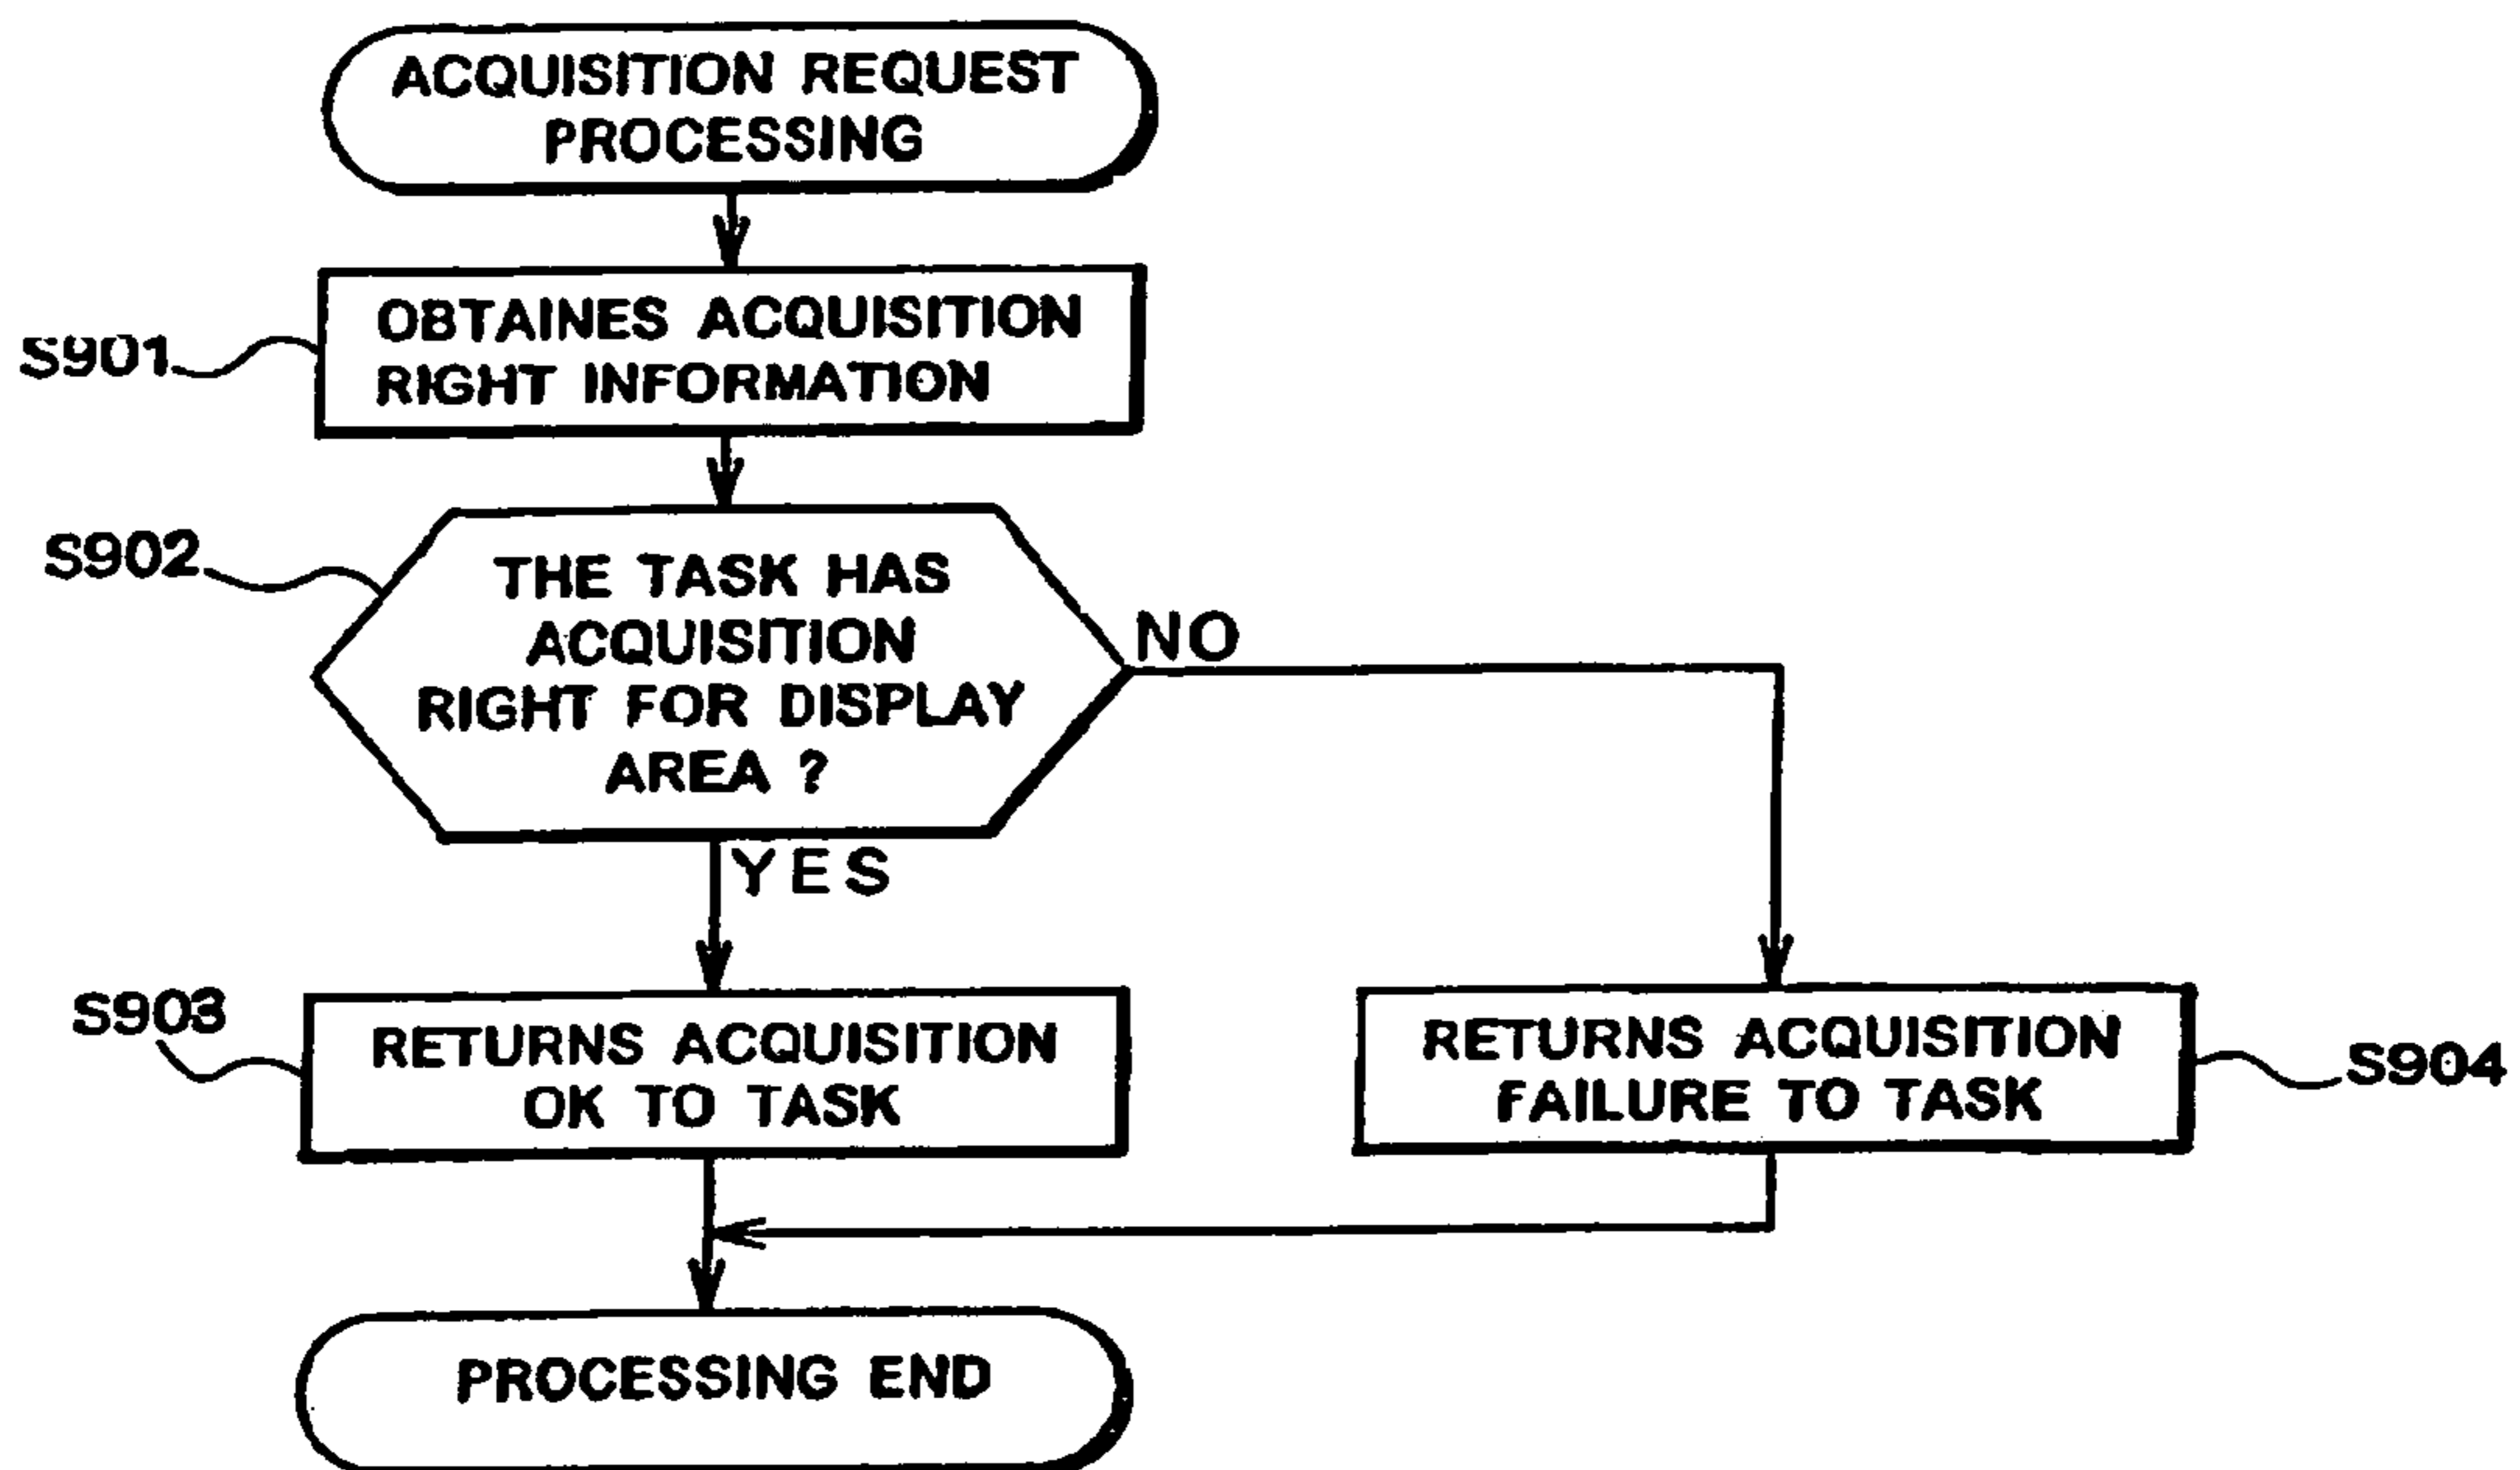 ACQUISITION REQUEST
PROCESSING
S901
OBTAINES ACQUISITION
RIGHT INFORMATION
S902
THE TASK HAS
ACQUISITION
RIGHT FOR DISPLAY
AREA ?
NO
YES
S903
RETURNS ACQUISITION
OK TO TASK
RETURNS ACQUISITION
FAILURE TO TASK
S904
PROCESSING END